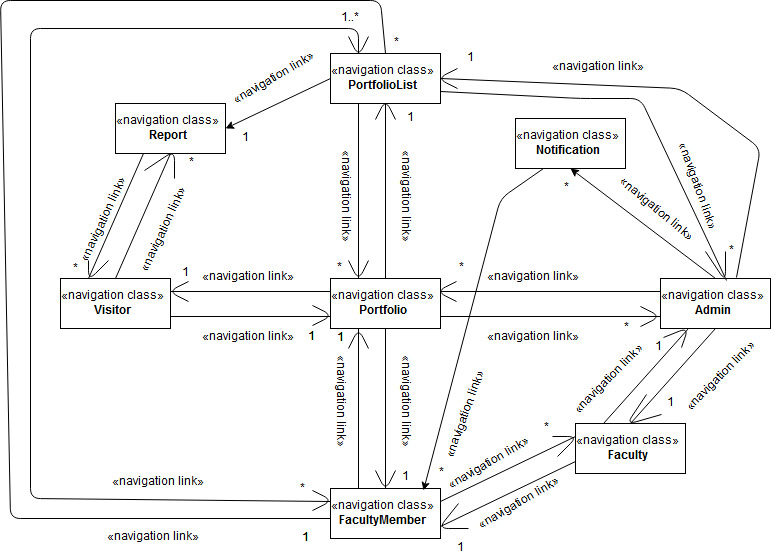 1..*
*
1
«navigation link»
«navigation class»
PortfolioList
«navigation link»
1
1
«navigation class»
Report
*
«navigation class»
Notification
*
«navigation link»
«navigation link»
«navigation link»
«navigation link»
«navigation link»
«navigation link»
«navigation link»
*
*
*
*
1
«navigation link»
«navigation link»
«navigation class»
Visitor
«navigation class»
Portfolio
«navigation class»
Admin
«navigation link»
1
1
«navigation link»
*
1
«navigation link»
«navigation link»
«navigation link»
«navigation link»
«navigation link»
1
*
«navigation class»
Faculty
«navigation link»
*
1
*
«navigation link»
«navigation link»
«navigation class»
FacultyMember
«navigation link»
1
1